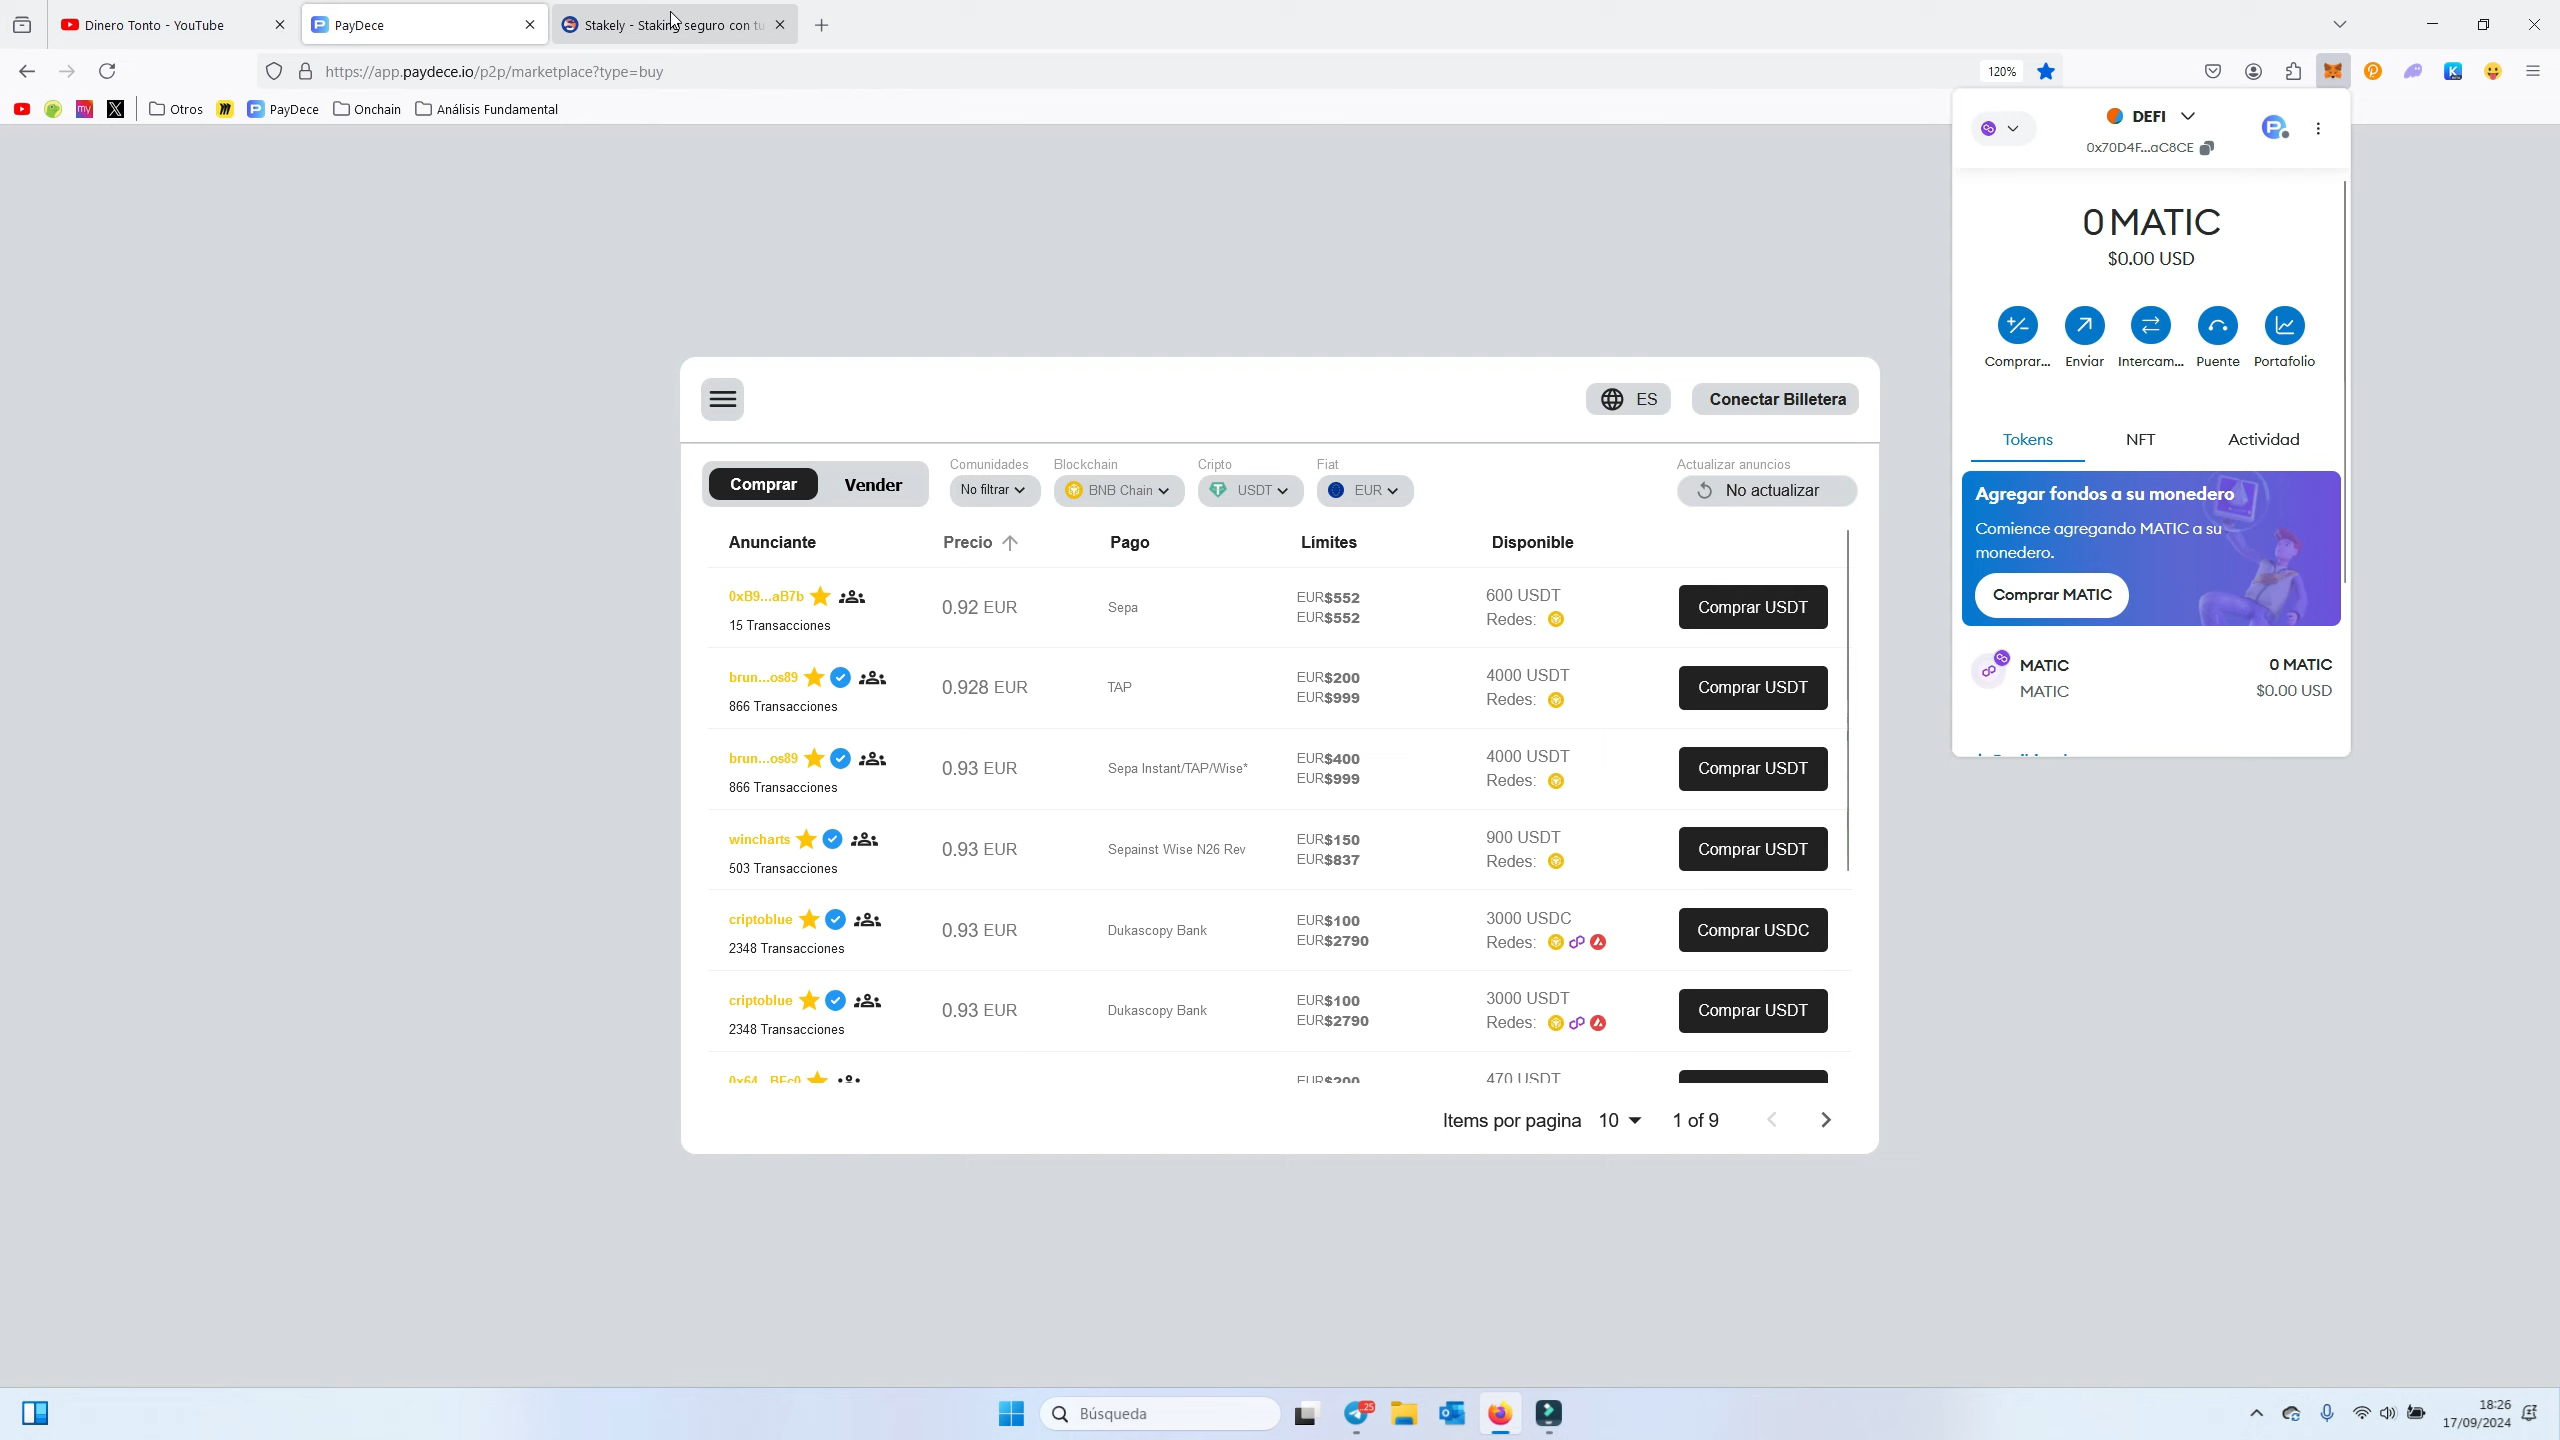 Dinero Tonto - YouTube
PayDece
Stakely - Staking seguro con tu
https://app.paydece.io/p2p/marketplace?type=buy
120%
my
Otros
PayDece
Onchain
Análisis Fundamental
DEFI
0x70D4F...aC8CE
0 MATIC
$0.00 USD
Comprar...
Enviar
Intercam...
Puente
Portafolio
Tokens
NFT
Actividad
Agregar fondos a su monedero
Comience agregando MATIC a su
monedero.
Comprar MATIC
MATIC
0 MATIC
MATIC
$0.00 USD
ES
Conectar Billetera
Comprar
Vender
Comunidades
No filtrar
Blockchain
BNB Chain
Cripto
USDT
Fiat
EUR
Actualizar anuncios
No actualizar
Anunciante
Precio
Pago
Límites
Disponible
0xB9...aB7b
15 Transacciones
0.92 EUR
Sepa
EUR$552
EUR$552
600 USDT
Redes:
Comprar USDT
brun...os89
866 Transacciones
0.928 EUR
TAP
EUR$200
EUR$999
4000 USDT
Redes:
Comprar USDT
brun...os89
866 Transacciones
0.93 EUR
Sepa Instant/TAP/Wise*
EUR$400
EUR$999
4000 USDT
Redes:
Comprar USDT
wincharts
503 Transacciones
0.93 EUR
Sepainst Wise N26 Rev
EUR$150
EUR$837
900 USDT
Redes:
Comprar USDT
criptoblue
2348 Transacciones
0.93 EUR
Dukascopy Bank
EUR$100
EUR$2790
3000 USDC
Redes:
Comprar USDC
criptoblue
2348 Transacciones
0.93 EUR
Dukascopy Bank
EUR$100
EUR$2790
3000 USDT
Redes:
Comprar USDT
0x64...BEc0
EUR$200
470 USDT
Items por pagina
10
1 of 9
Búsqueda
25
18:26
17/09/2024